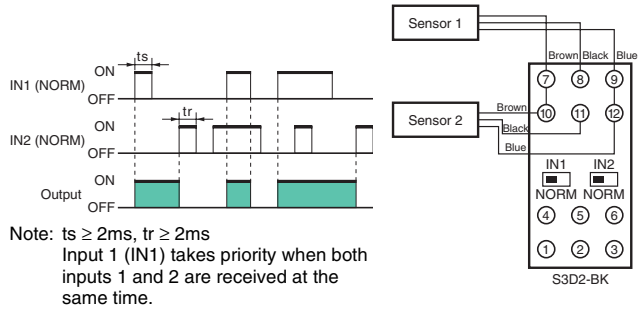 ts
IN1 (NORM)
ON
OFF
tr
IN2 (NORM)
ON
OFF
Output
ON
OFF
Note: ts ≥ 2ms, tr ≥ 2ms
Input 1 (IN1) takes priority when both
inputs 1 and 2 are received at the
same time.
Sensor 1
Brown Black Blue
⑦ ⑧ ⑨
Sensor 2
Brown
Black
Blue
⑩ ⑪ ⑫
IN1 IN2
NORM NORM
④ ⑤ ⑥
① ② ③
S3D2-BK